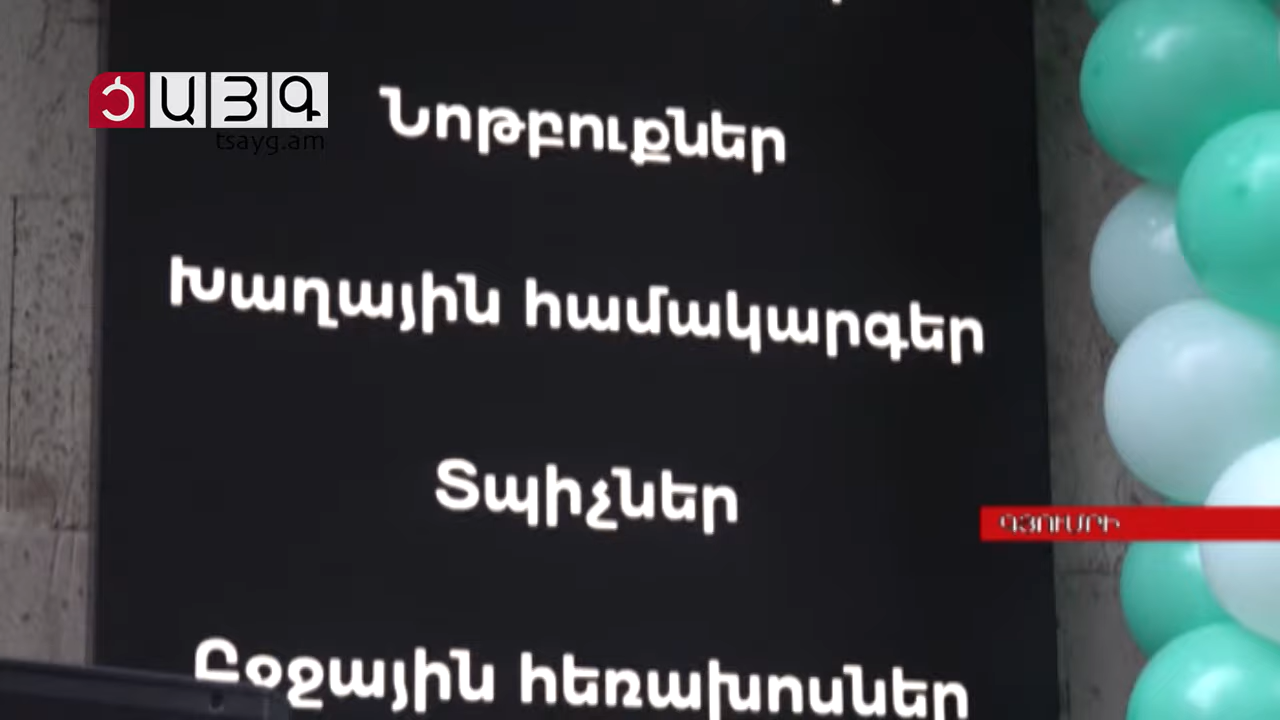 ԾԱՅԳ
tsayg.am
Նոթբուքներ
Խաղային համակարգեր
Տպիչներ
ԳՅՈՒՄՐԻ
Բջջային հեռախոսներ